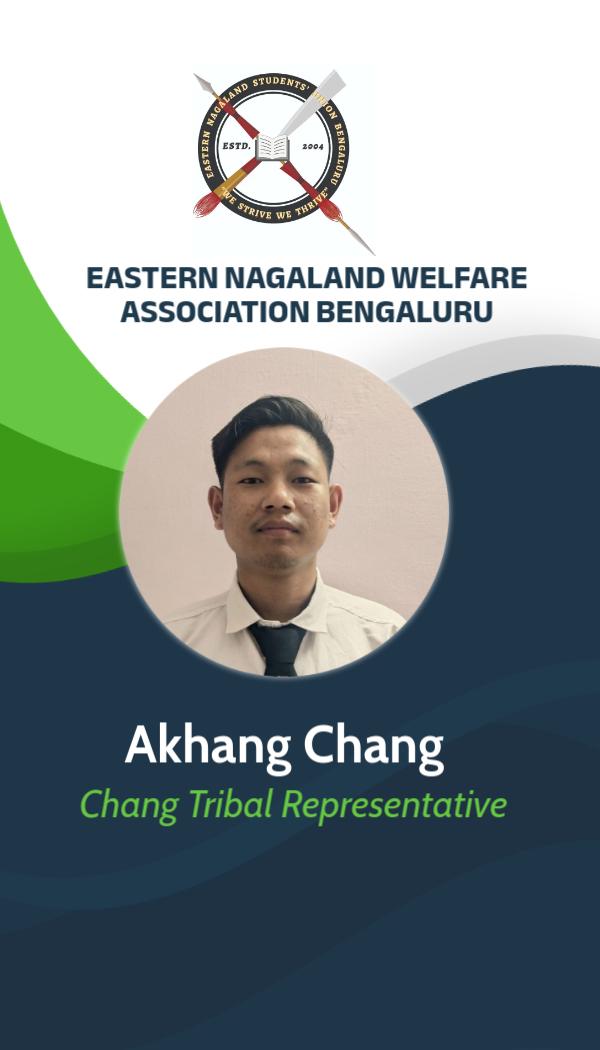 EASTERN NAGALAND STUDENTS' UNION BENGALURU
ESTD. 2004
"WE STRIVE WE THRIVE"
EASTERN NAGALAND WELFARE
ASSOCIATION BENGALURU
Akhang Chang
Chang Tribal Representative